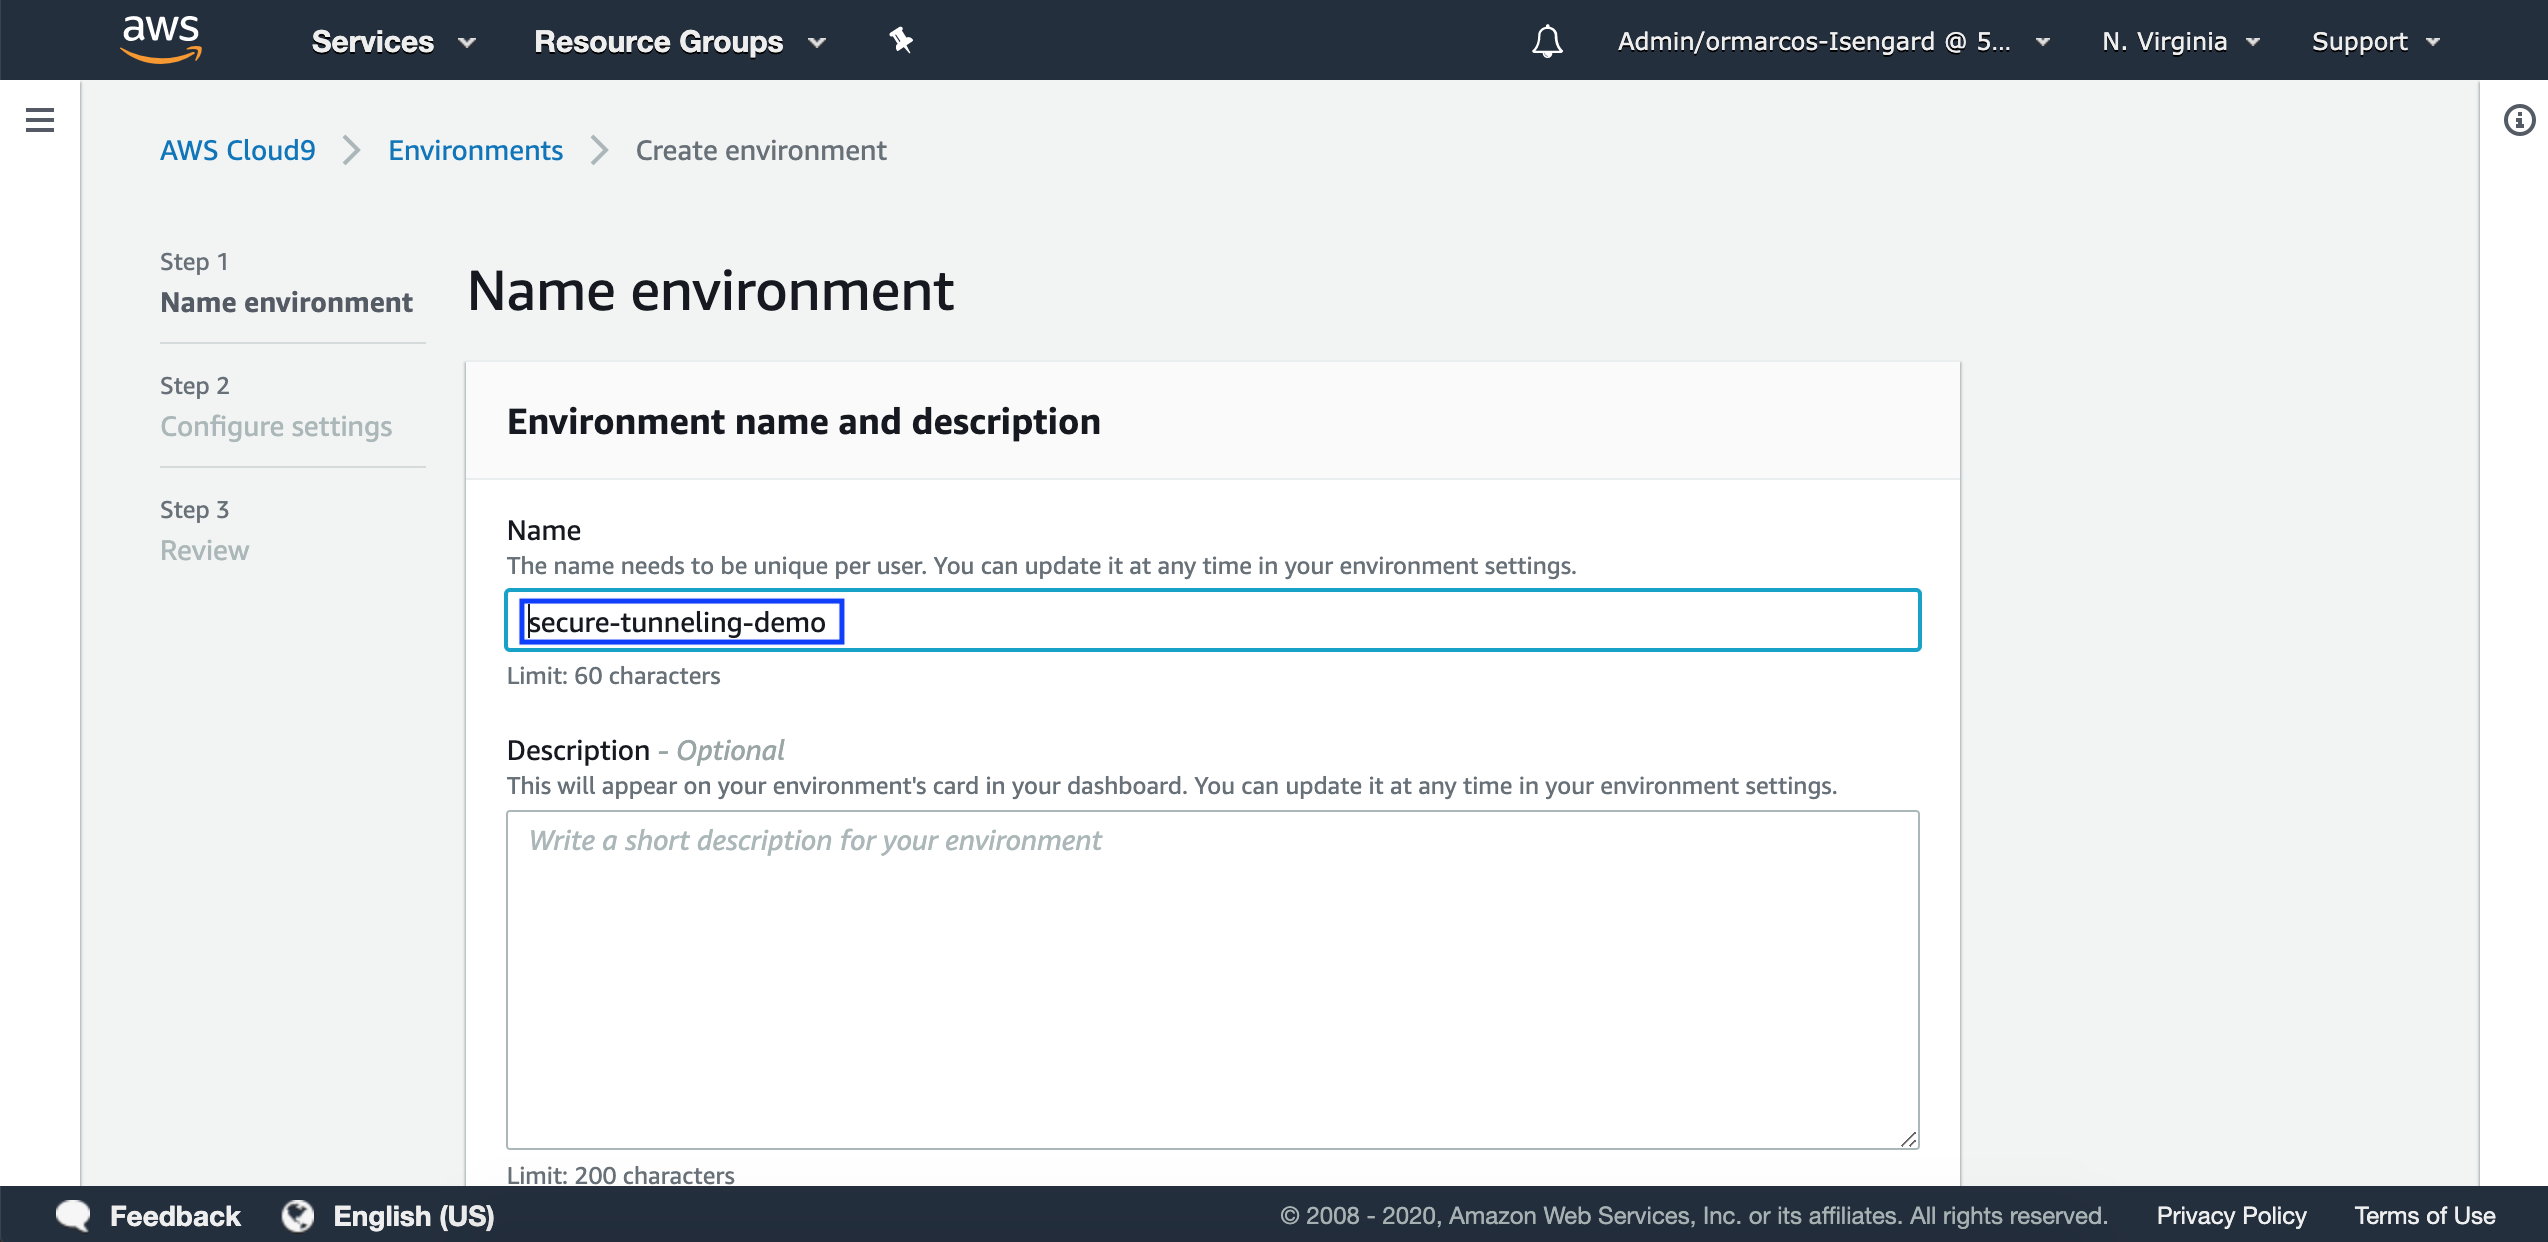 aws Services Resource Groups Admin/ormarcos-Isengard @ 5... N. Virginia Support
AWS Cloud9 Environments Create environment
Step 1
Name environment
Step 2
Configure settings
Step 3
Review
Name environment
Environment name and description
Name
The name needs to be unique per user. You can update it at any time in your environment settings.
secure-tunneling-demo
Limit: 60 characters
Description - Optional
This will appear on your environment's card in your dashboard. You can update it at any time in your environment settings.
Write a short description for your environment
Limit: 200 characters
Feedback English (US) © 2008 - 2020, Amazon Web Services, Inc. or its affiliates. All rights reserved. Privacy Policy Terms of Use